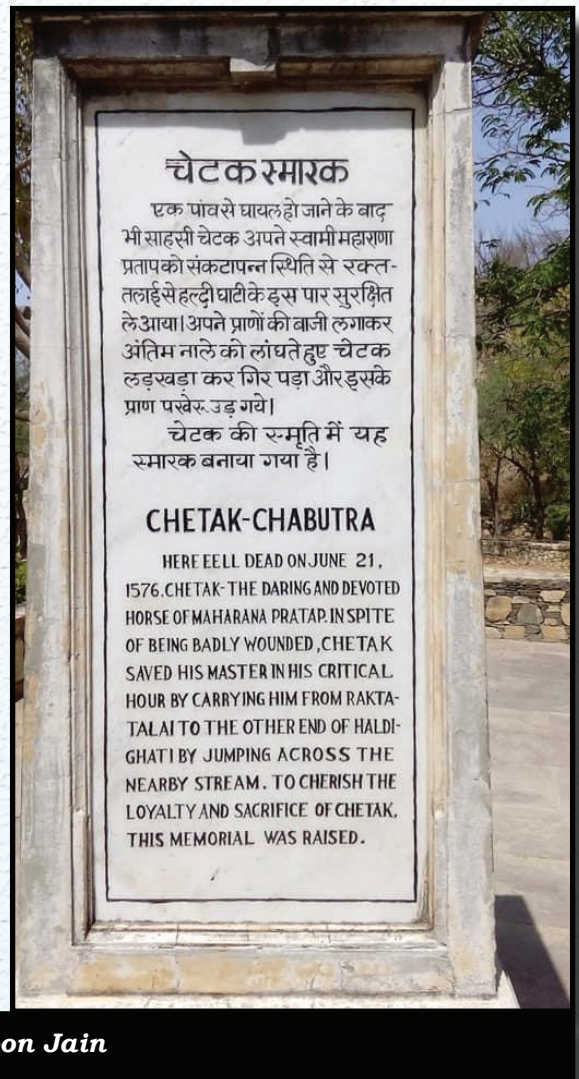 चेटक स्मारक
एक पांव से घायल हो जाने के बाद
भी साहसी चेटक अपने स्वामी महाराणा
प्रताप को संकटापन्न स्थिति से रक्त-
तलाई से हल्दी घाटी के इस पार सुरक्षित
ले आया। अपने प्राणों की बाजी लगाकर
अंतिम नाले को लांघते हुए चेटक
लड़खड़ा कर गिर पड़ा और इसके
प्राण पखेरू उड़ गये।
चेटक की स्मृति में यह
स्मारक बनाया गया है।
CHETAK-CHABUTRA
HERE EELL DEAD ON JUNE 21,
1576. CHETAK- THE DARING AND DEVOTED
HORSE OF MAHARANA PRATAP. IN SPITE
OF BEING BADLY WOUNDED, CHETAK
SAVED HIS MASTER IN HIS CRITICAL
HOUR BY CARRYING HIM FROM RAKTA-
TALAI TO THE OTHER END OF HALDI-
GHATI BY JUMPING ACROSS THE
NEARBY STREAM. TO CHERISH THE
LOYALTY AND SACRIFICE OF CHETAK,
THIS MEMORIAL WAS RAISED.
on Jain